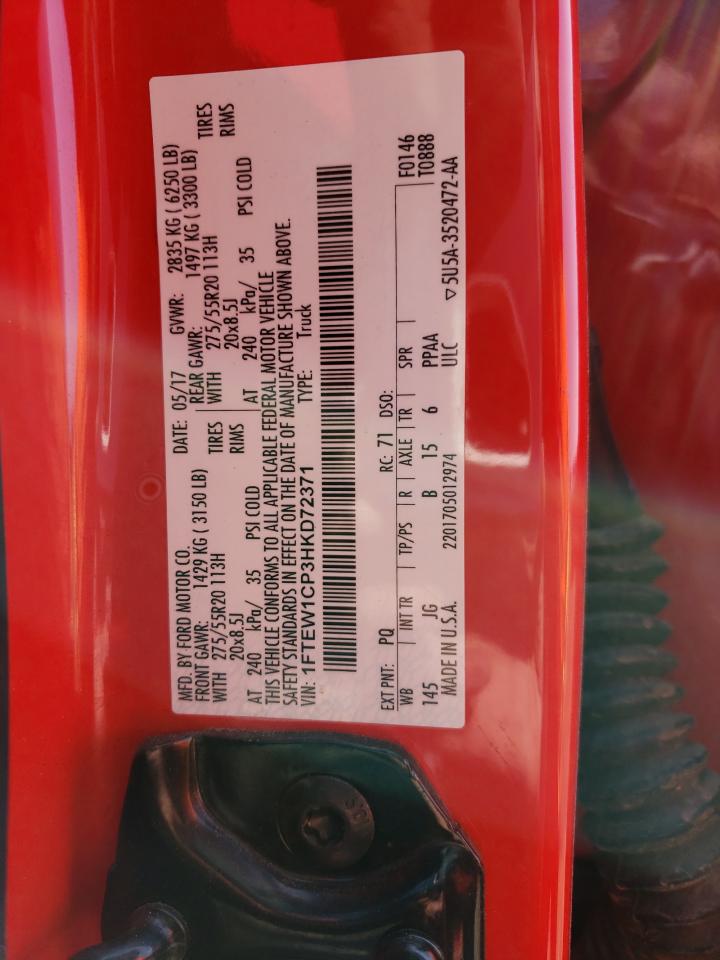 MFD. BY FORD MOTOR CO.
DATE: 05/17 GVWR: 2835 KG ( 6250 LB)
FRONT GAWR: 1429 KG ( 3150 LB) REAR GAWR: 1497 KG ( 3300 LB)
WITH 275/55R20 113H TIRES WITH 275/55R20 113H TIRES
20x8.5J RIMS 20x8.5J RIMS
AT 240 kPa/ 35 PSI COLD AT 240 kPa/ 35 PSI COLD
THIS VEHICLE CONFORMS TO ALL APPLICABLE FEDERAL MOTOR VEHICLE
SAFETY STANDARDS IN EFFECT ON THE DATE OF MANUFACTURE SHOWN ABOVE.
VIN: 1FTEW1CP3HKD72371 TYPE: Truck
EXT PNT: PQ RC: 71 DSO: F0146
WB INT TR TP/PS R AXLE TR SPR T0888
145 JG B 15 6 PPAA
MADE IN U.S.A. 2201705012974 ULC ▽5U5A-3520472-AA